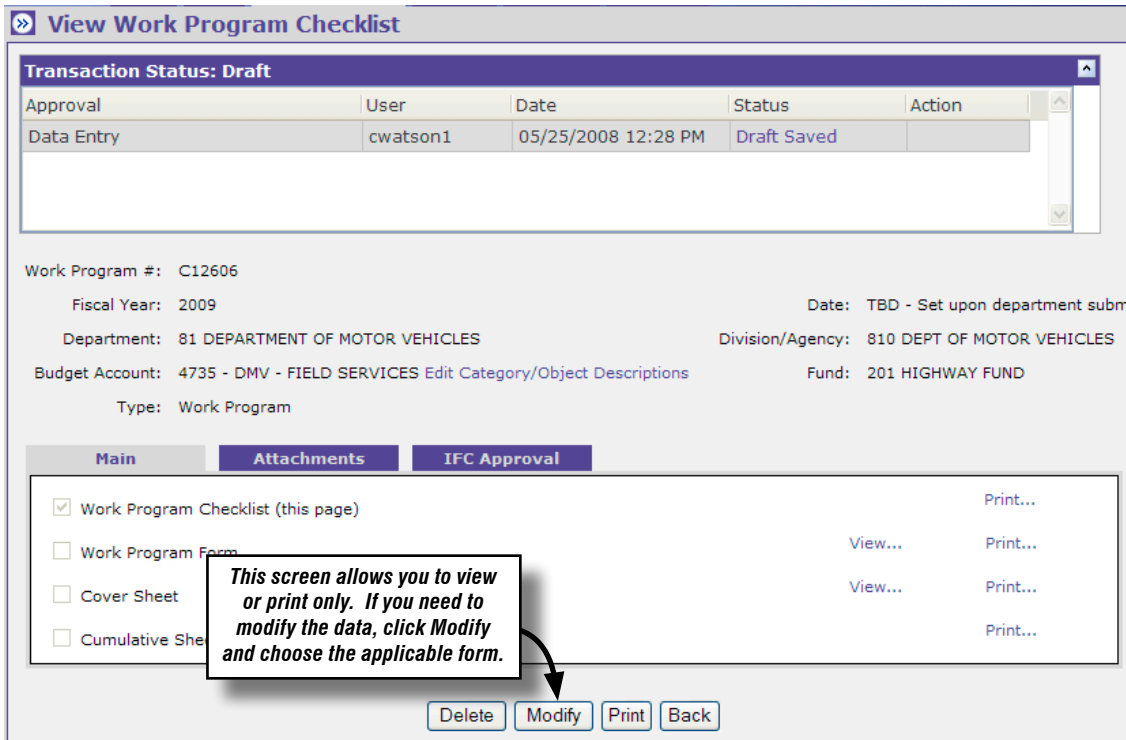 View Work Program Checklist
Transaction Status: Draft
Approval User Date Status Action
Data Entry cwatson1 05/25/2008 12:28 PM Draft Saved
Work Program #: C12606
Fiscal Year: 2009 Date: TBD - Set upon department subm
Department: 81 DEPARTMENT OF MOTOR VEHICLES Division/Agency: 810 DEPT OF MOTOR VEHICLES
Budget Account: 4735 - DMV - FIELD SERVICES Edit Category/Object Descriptions Fund: 201 HIGHWAY FUND
Type: Work Program
Main Attachments IFC Approval
Work Program Checklist (this page) Print...
Work Program Form View... Print...
Cover Sheet View... Print...
Cumulative She Print...
This screen allows you to view
or print only. If you need to
modify the data, click Modify
and choose the applicable form.
Delete Modify Print Back